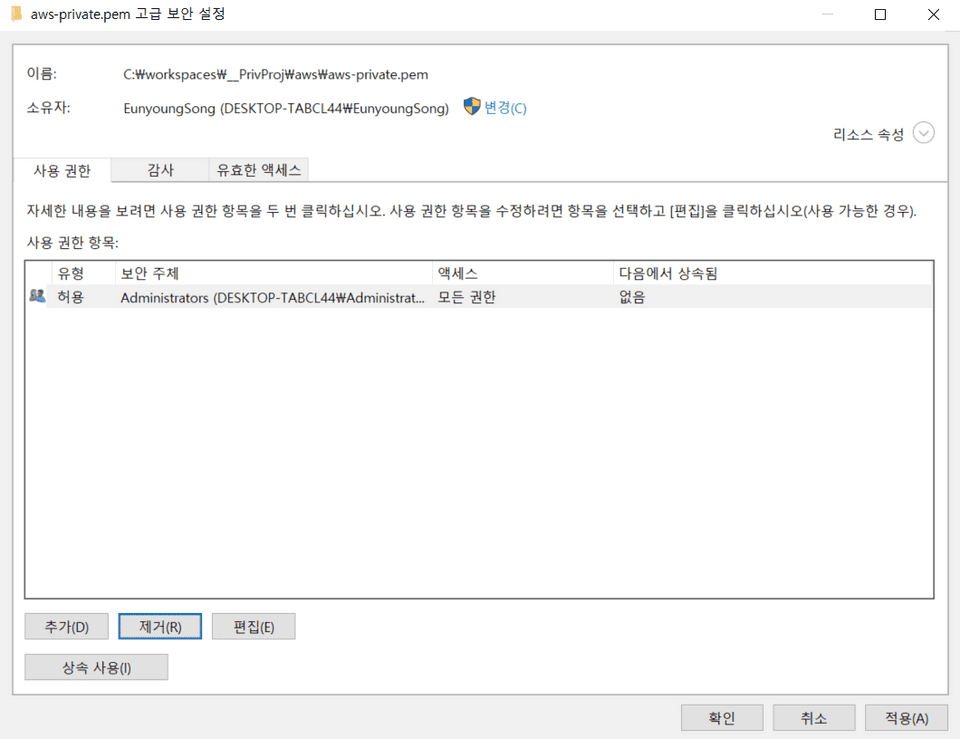 aws-private.pem 고급 보안 설정
이름: C:₩workspaces₩__PrivProj₩aws₩aws-private.pem
소유자: EunyoungSong (DESKTOP-TABCL44₩EunyoungSong) 변경(C)
리소스 속성
사용 권한 감사 유효한 액세스
자세한 내용을 보려면 사용 권한 항목을 두 번 클릭하십시오. 사용 권한 항목을 수정하려면 항목을 선택하고 [편집]을 클릭하십시오(사용 가능한 경우).
사용 권한 항목:
유형 보안 주체 액세스 다음에서 상속됨
허용 Administrators (DESKTOP-TABCL44₩Administrat... 모든 권한 없음
추가(D) 제거(R) 편집(E)
상속 사용(I)
확인 취소 적용(A)